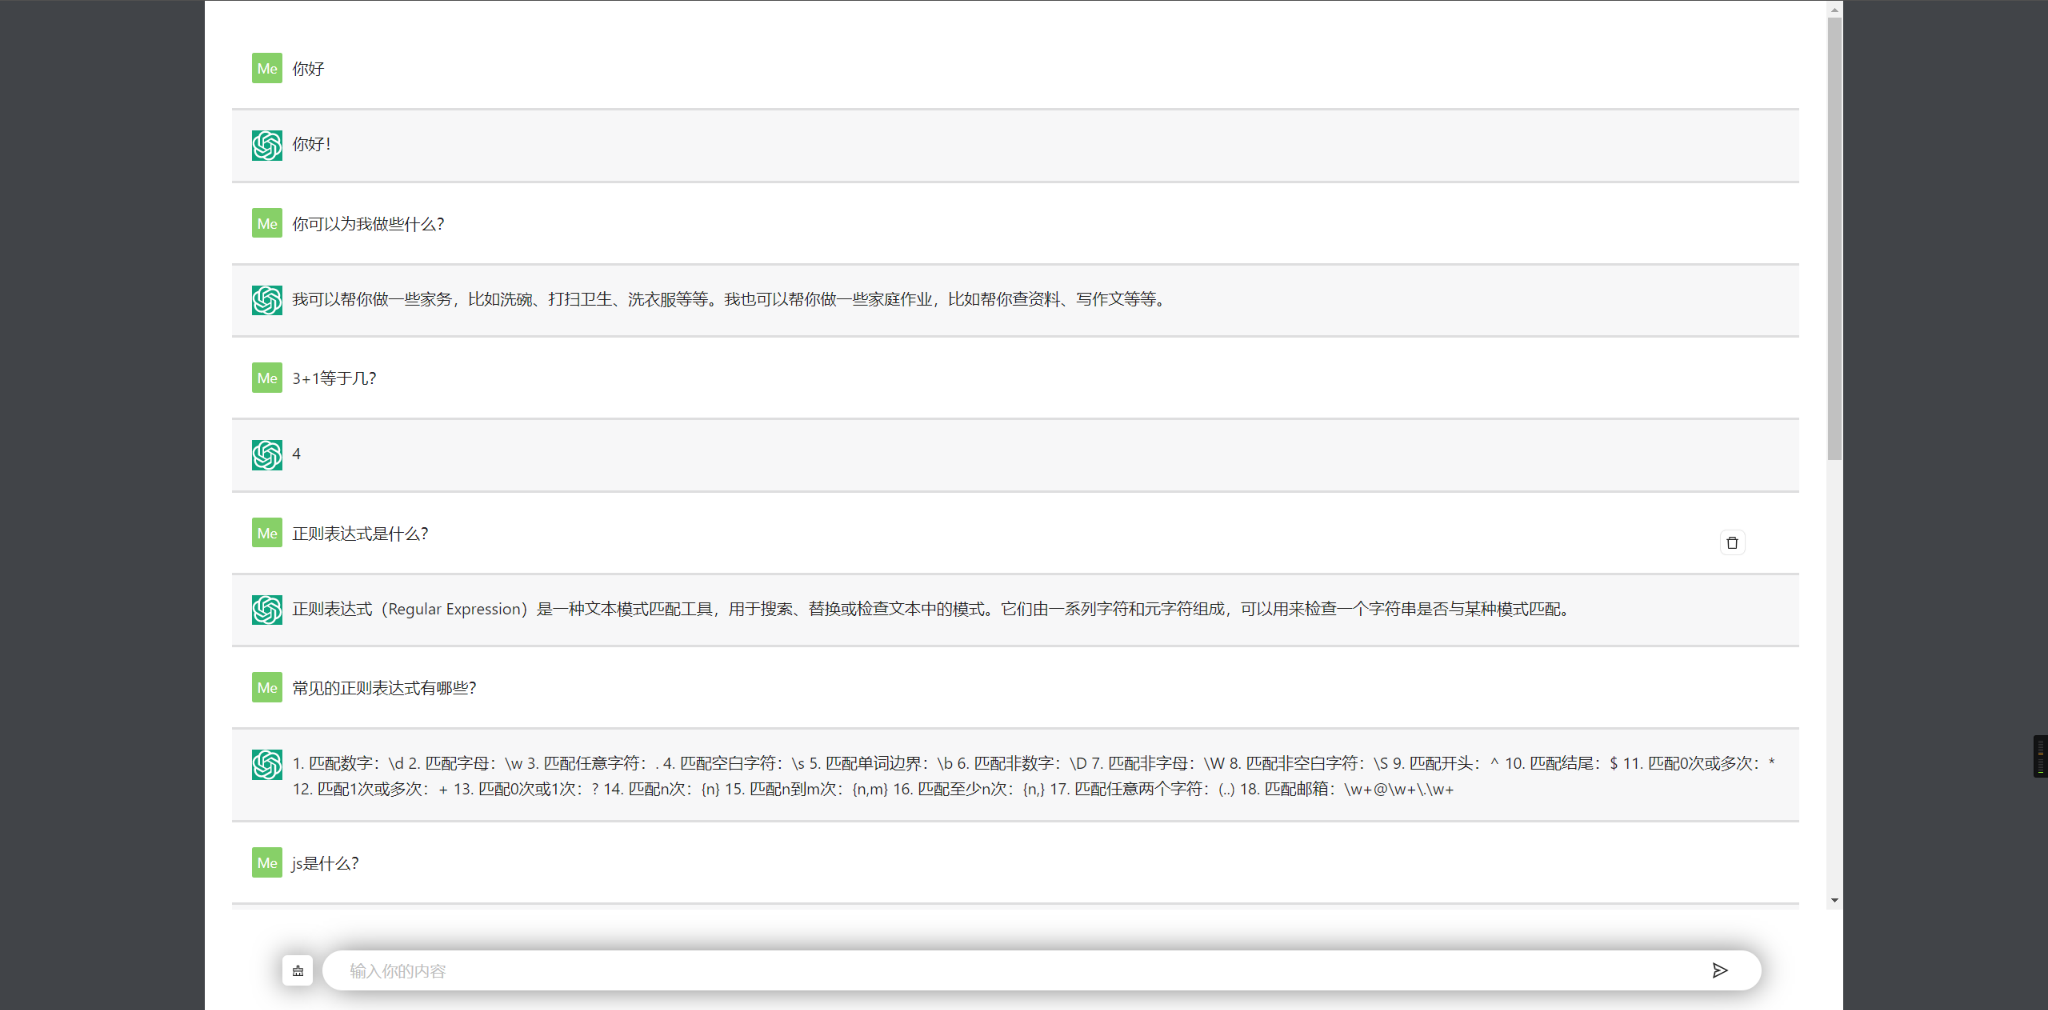 Me 你好
你好！
Me 你可以为我做些什么？
我可以帮你做一些家务，比如洗碗、打扫卫生、洗衣服等等。我也可以帮你做一些家庭作业，比如帮你查资料、写作文等等。
Me 3+1等于几？
4
Me 正则表达式是什么？
正则表达式（Regular Expression）是一种文本模式匹配工具，用于搜索、替换或检查文本中的模式。它们由一系列字符和元字符组成，可以用来检查一个字符串是否与某种模式匹配。
Me 常见的正则表达式有哪些？
1. 匹配数字：\d 2. 匹配字母：\w 3. 匹配任意字符：. 4. 匹配空白字符：\s 5. 匹配单词边界：\b 6. 匹配非数字：\D 7. 匹配非字母：\W 8. 匹配非空白字符：\S 9. 匹配开头：^ 10. 匹配结尾：$ 11. 匹配0次或多次：*
12. 匹配1次或多次：+ 13. 匹配0次或1次：? 14. 匹配n次：{n} 15. 匹配n到m次：{n,m} 16. 匹配至少n次：{n,} 17. 匹配任意两个字符：(..) 18. 匹配邮箱：\w+@\w+\.\w+
Me js是什么？
输入你的内容